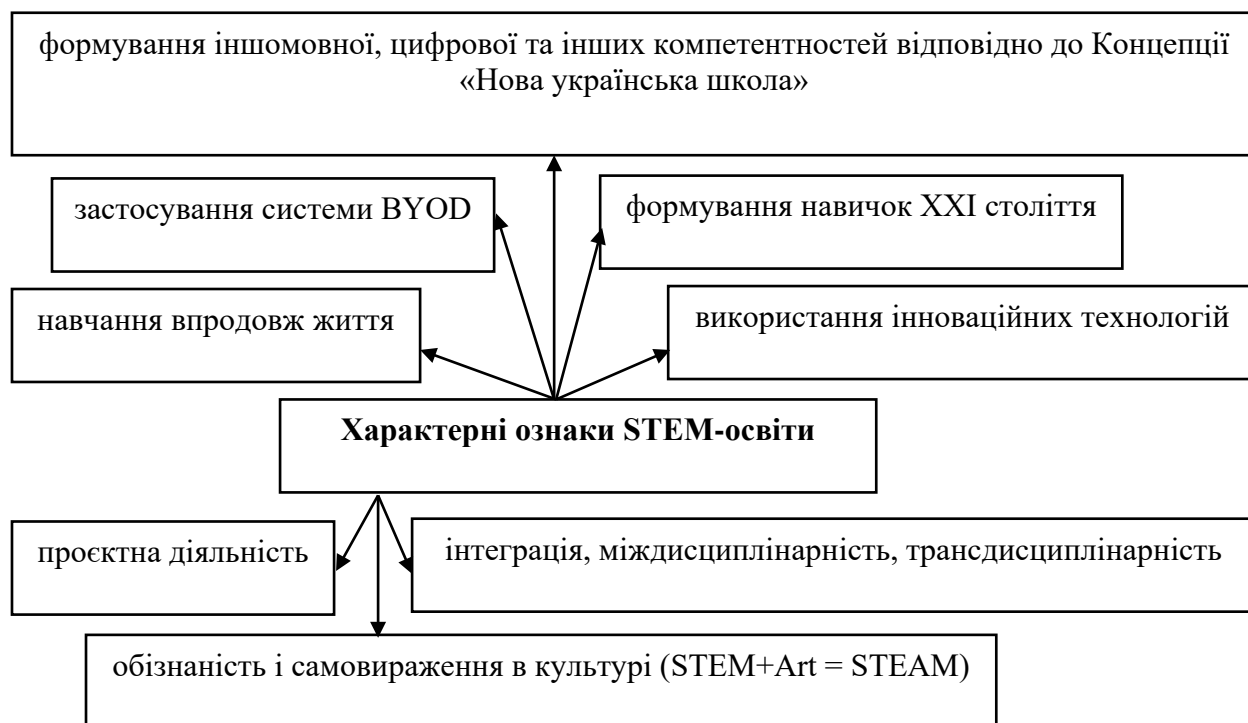 формування іншомовної, цифрової та інших компетентностей відповідно до Концепції
«Нова українська школа»
застосування системи BYOD
формування навичок ХХІ століття
навчання впродовж життя
використання інноваційних технологій
Характерні ознаки STEM-освіти
проєктна діяльність
інтеграція, міждисциплінарність, трансдисциплінарність
обізнаність і самовираження в культурі (STEM+Art = STEAM)